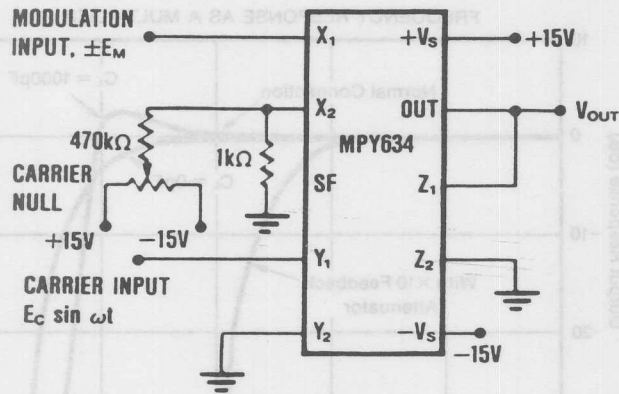 MODULATION
INPUT, ±E_M
X₁
+V_S
+15V
X₂
OUT
V_OUT
470kΩ
1kΩ
MPY634
CARRIER
NULL
SF
Z₁
+15V
-15V
CARRIER INPUT
E_C sin ωt
Y₁
Z₂
Y₂
-V_S
-15V